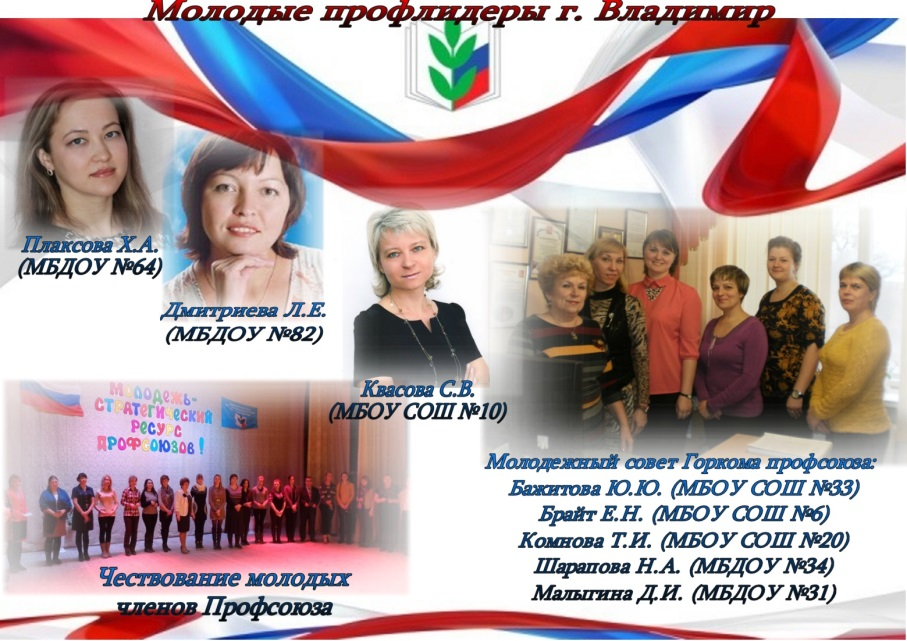 Молодые профлидеры г. Владимир
Плаксова Х.А.
(МБДОУ №64)
Дмитриева Л.Е.
(МБДОУ №82)
Квасова С.В.
(МБОУ СОШ №10)
МОЛОДЕЖЬ-
СТРАТЕГИЧЕСКИЙ
РЕСУРС
ПРОФСОЮЗОВ!
Чествование молодых
членов Профсоюза
Молодежный совет Горкома профсоюза:
Бажитова Ю.Ю. (МБОУ СОШ №33)
Брайт Е.Н. (МБОУ СОШ №6)
Комнова Т.И. (МБОУ СОШ №20)
Шарапова Н.А. (МБДОУ №34)
Малыгина Д.И. (МБДОУ №31)